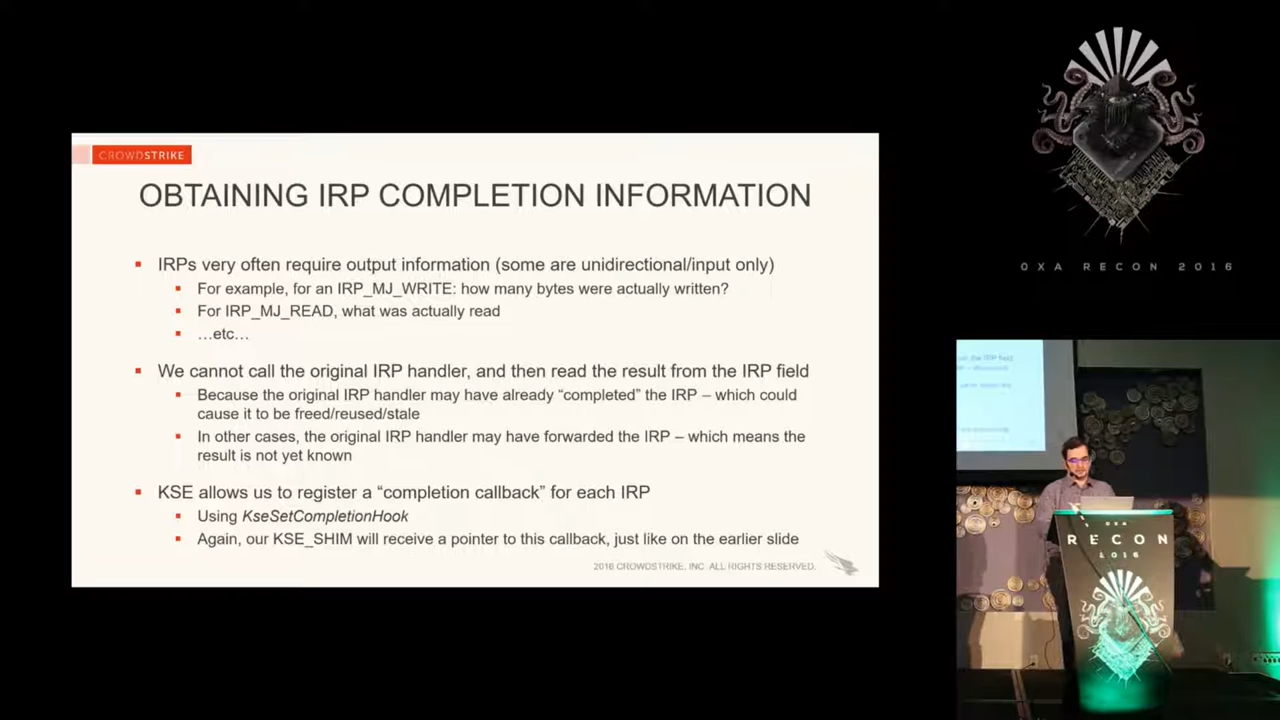 CROWDSTRIKE
OBTAINING IRP COMPLETION INFORMATION
IRPs very often require output information (some are unidirectional/input only)
For example, for an IRP_MJ_WRITE: how many bytes were actually written?
For IRP_MJ_READ, what was actually read
…etc…
We cannot call the original IRP handler, and then read the result from the IRP field
Because the original IRP handler may have already “completed” the IRP – which could
cause it to be freed/reused/stale
In other cases, the original IRP handler may have forwarded the IRP – which means the
result is not yet known
KSE allows us to register a “completion callback” for each IRP
Using KseSetCompletionHook
Again, our KSE_SHIM will receive a pointer to this callback, just like on the earlier slide
2016 CROWDSTRIKE, INC. ALL RIGHTS RESERVED.
0XA RECON 2016
0XA
RECON
2016